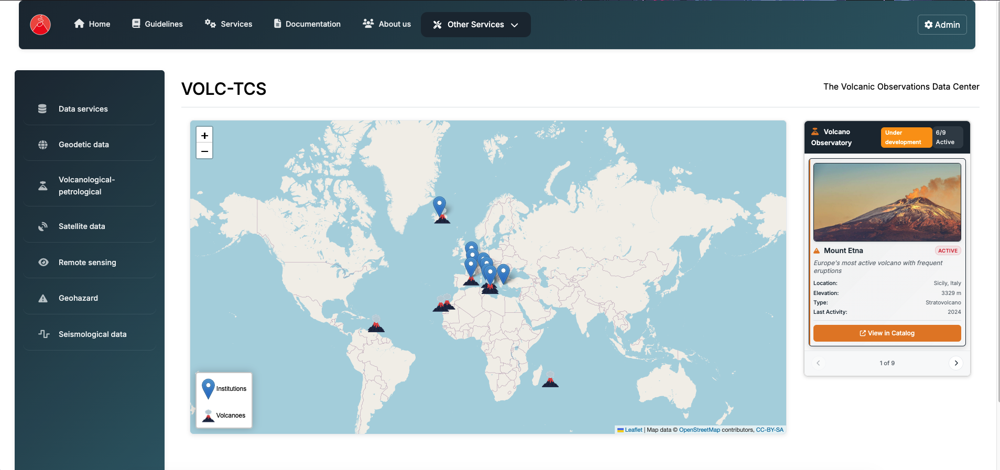 Home
Guidelines
Services
Documentation
About us
Other Services
Admin
Data services
Geodetic data
Volcanological-
petrological
Satellite data
Remote sensing
Geohazard
Seismological data
VOLC-TCS
The Volcanic Observations Data Center
+
−
Institutions
Volcanoes
Leaflet | Map data © OpenStreetMap contributors, CC-BY-SA
Volcano
Observatory
Under
development
6/9
Active
Mount Etna
ACTIVE
Europe's most active volcano with frequent
eruptions
Location: Sicily, Italy
Elevation: 3329 m
Type: Stratovolcano
Last Activity: 2024
View in Catalog
1 of 9